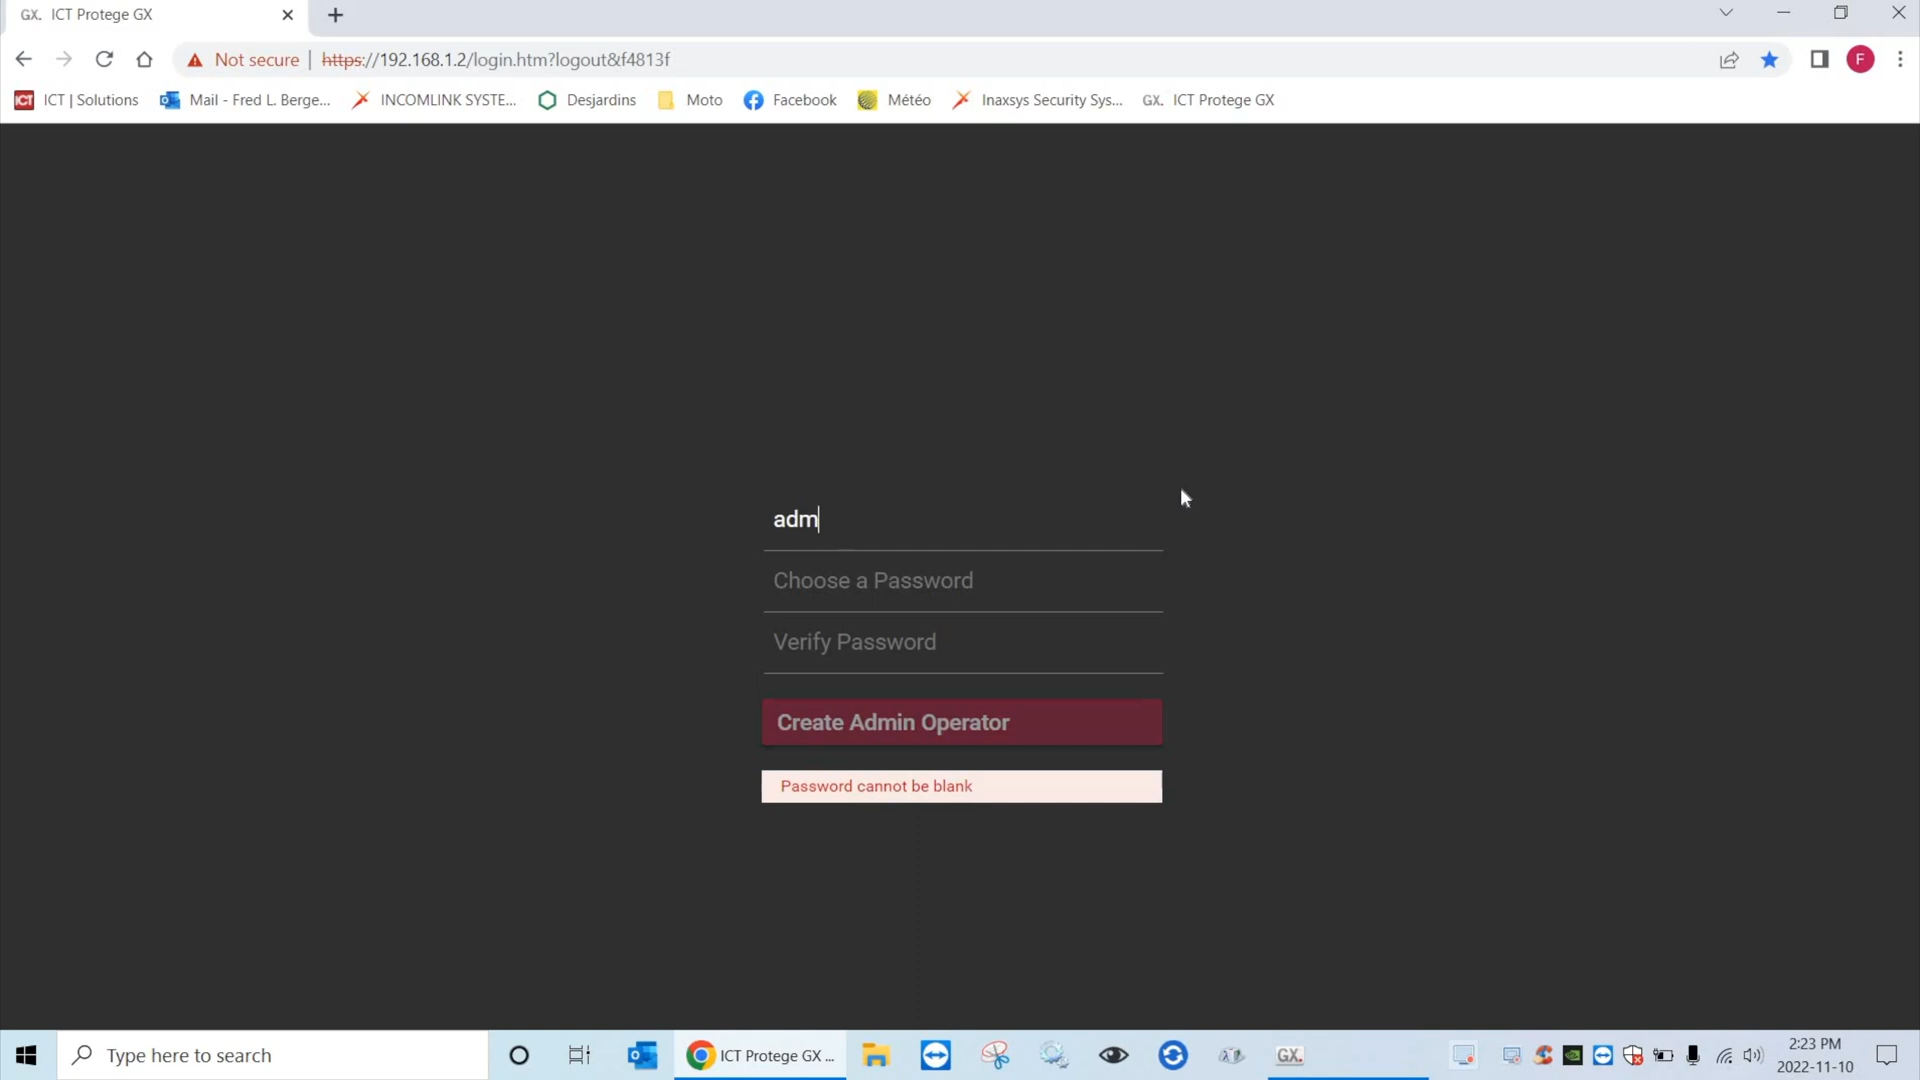 GX. ICT Protege GX
Not secure | https://192.168.1.2/login.htm?logout&f4813f
F
ICT ICT | Solutions Mail - Fred L. Berge... INCOMLINK SYSTE... Desjardins Moto Facebook Météo Inaxsys Security Sys... GX. ICT Protege GX
adm
Choose a Password
Verify Password
Create Admin Operator
Password cannot be blank
Type here to search
ICT Protege GX ...
GX.
2:23 PM
2022-11-10